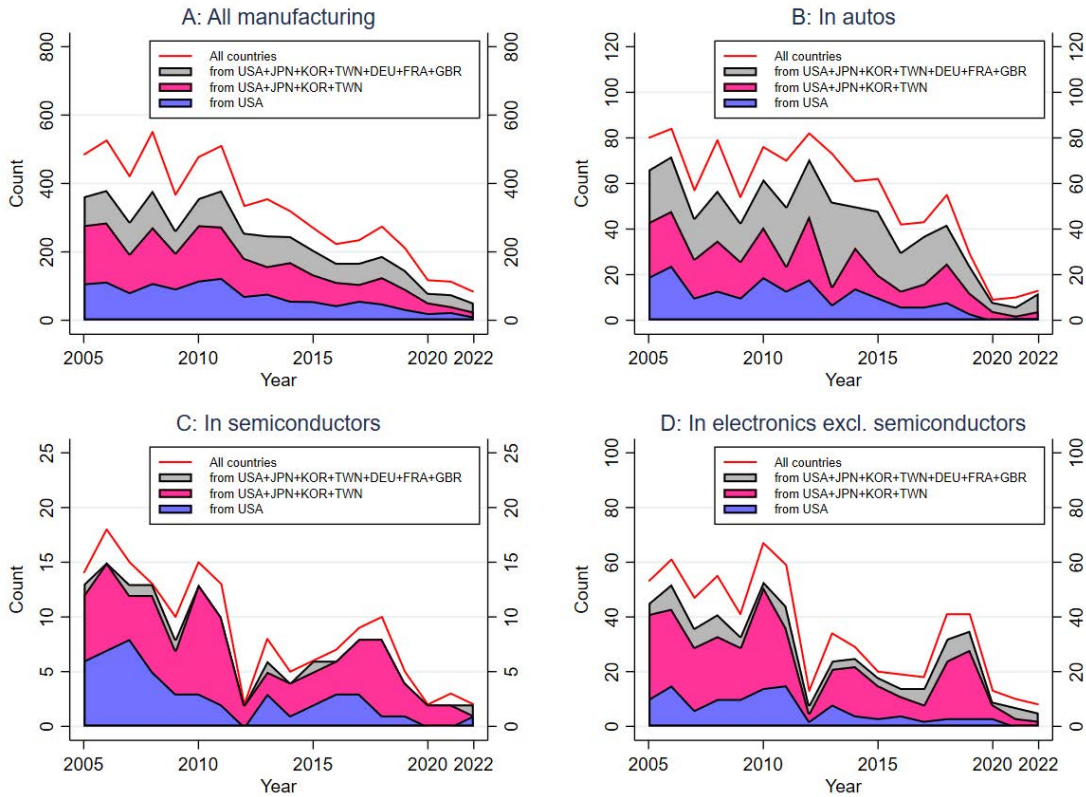 A: All manufacturing
800
600
400
200
0
Count
All countries
from USA+JPN+KOR+TWN+DEU+FRA+GBR
from USA+JPN+KOR+TWN
from USA
800
600
400
200
0
2005
2010
2015
2020
2022
Year
B: In autos
120
100
80
60
40
20
0
Count
All countries
from USA+JPN+KOR+TWN+DEU+FRA+GBR
from USA+JPN+KOR+TWN
from USA
120
100
80
60
40
20
0
2005
2010
2015
2020
2022
Year
C: In semiconductors
25
20
15
10
5
0
Count
All countries
from USA+JPN+KOR+TWN+DEU+FRA+GBR
from USA+JPN+KOR+TWN
from USA
25
20
15
10
5
0
2005
2010
2015
2020
2022
Year
D: In electronics excl. semiconductors
100
80
60
40
20
0
Count
All countries
from USA+JPN+KOR+TWN+DEU+FRA+GBR
from USA+JPN+KOR+TWN
from USA
100
80
60
40
20
0
2005
2010
2015
2020
2022
Year